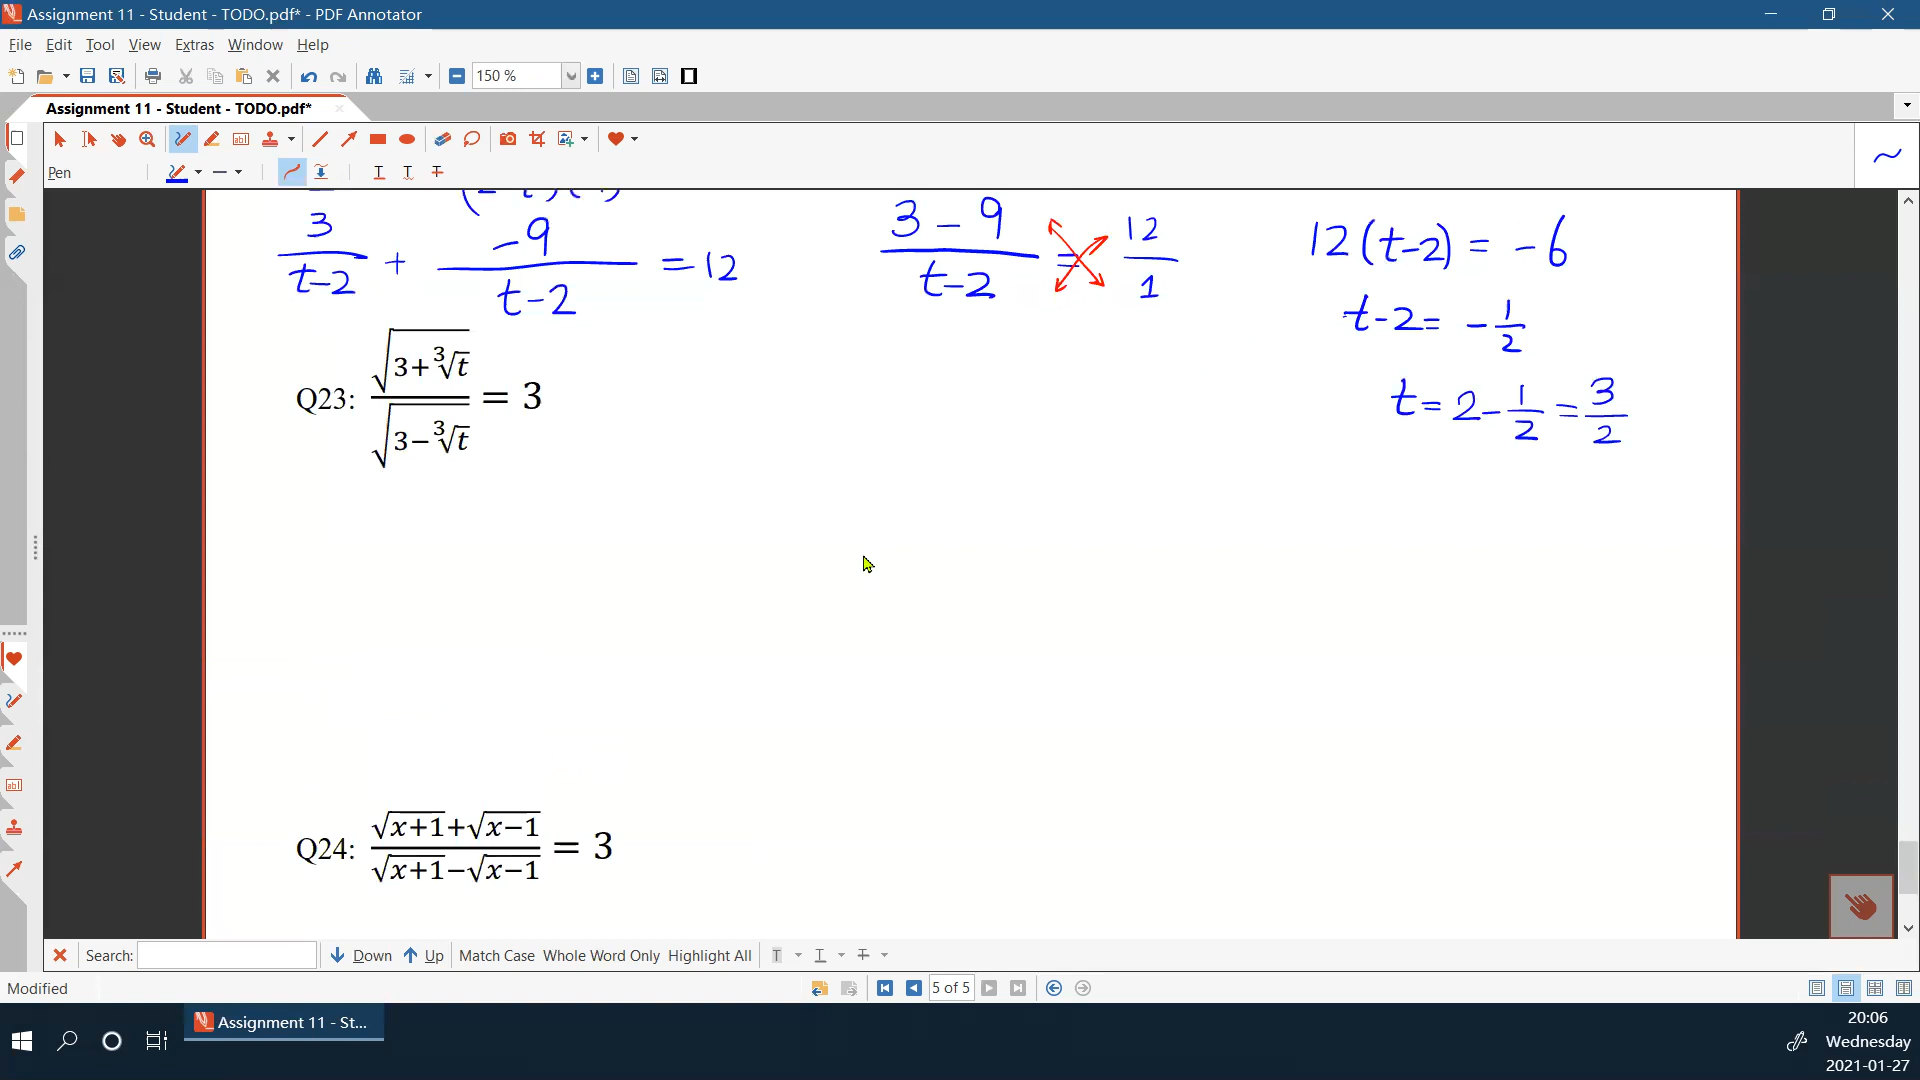 Assignment 11 - Student - TODO.pdf* - PDF Annotator
File Edit Tool View Extras Window Help
150 %
Assignment 11 - Student - TODO.pdf*
Pen
3/(t-2) + -9/(t-2) = 12
(3 - 9)/(t-2) = 12/1
12(t-2) = -6
t-2 = -1/2
t = 2 - 1/2 = 3/2
Q23: √(3+∛t)/√(3−∛t) = 3
Q24: (√(x+1)+√(x−1))/(√(x+1)−√(x−1)) = 3
Search: Down Up Match Case Whole Word Only Highlight All
Modified
5 of 5
Assignment 11 - St...
20:06
Wednesday
2021-01-27